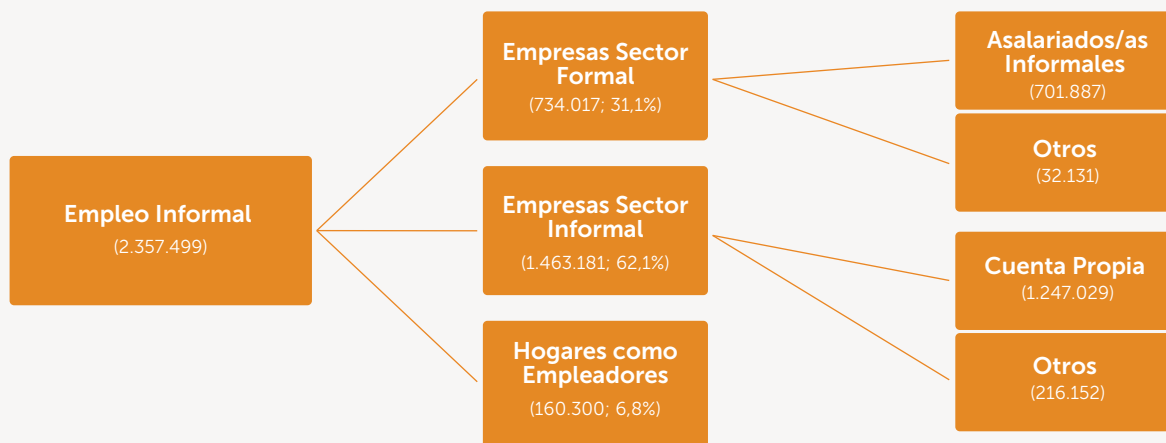 Empleo Informal
(2.357.499)
Empresas Sector
Formal
(734.017; 31,1%)
Empresas Sector
Informal
(1.463.181; 62,1%)
Hogares como
Empleadores
(160.300; 6,8%)
Asalariados/as
Informales
(701.887)
Otros
(32.131)
Cuenta Propia
(1.247.029)
Otros
(216.152)